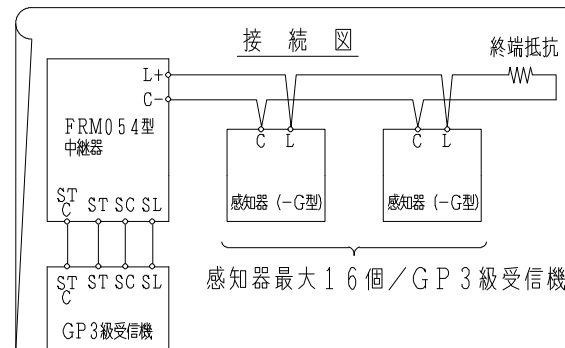 接続図
終端抵抗
L+
C-
FRM054型
中継器
C L
C L
感知器(-G型)
感知器(-G型)
STC ST SC SL
感知器最大16個/GP3級受信機
STC ST SC SL
GP3級受信機